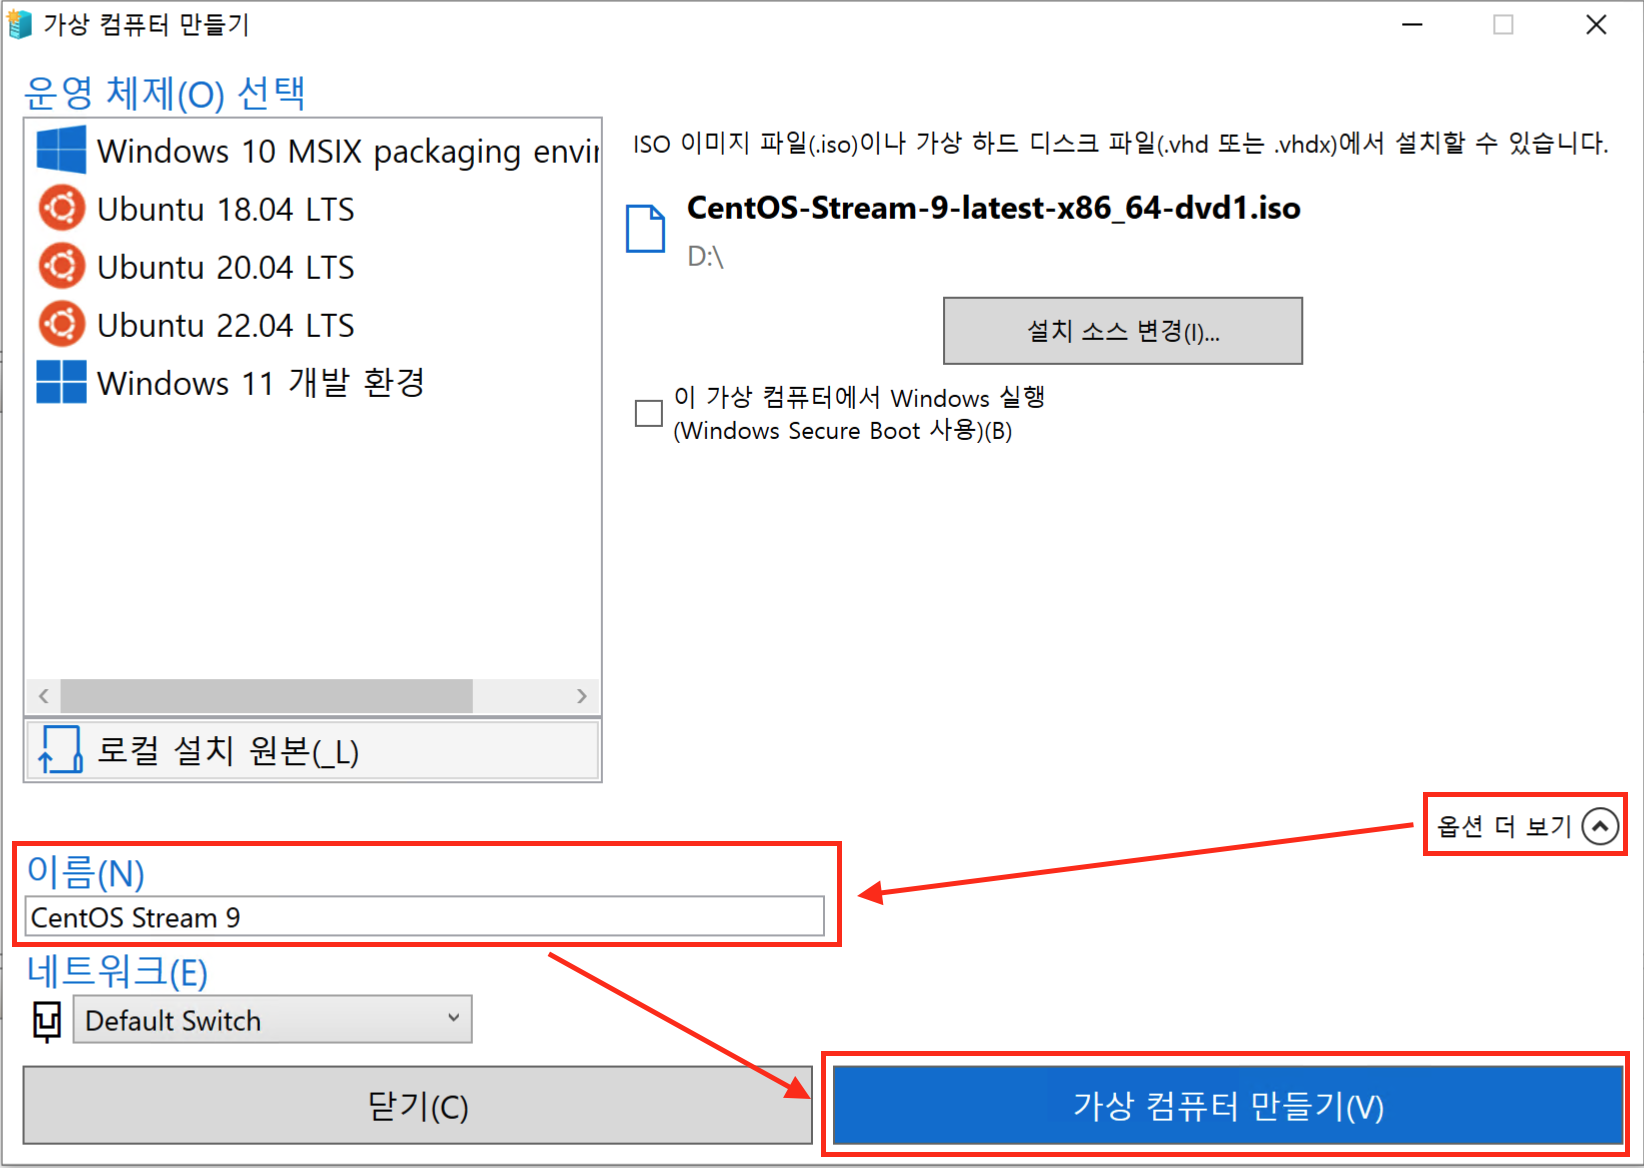 가상 컴퓨터 만들기
운영 체제(O) 선택
Windows 10 MSIX packaging envir
Ubuntu 18.04 LTS
Ubuntu 20.04 LTS
Ubuntu 22.04 LTS
Windows 11 개발 환경
로컬 설치 원본(_L)
ISO 이미지 파일(.iso)이나 가상 하드 디스크 파일(.vhd 또는 .vhdx)에서 설치할 수 있습니다.
CentOS-Stream-9-latest-x86_64-dvd1.iso
D:\
설치 소스 변경(I)...
이 가상 컴퓨터에서 Windows 실행
(Windows Secure Boot 사용)(B)
옵션 더 보기
이름(N)
CentOS Stream 9
네트워크(E)
Default Switch
닫기(C)
가상 컴퓨터 만들기(V)